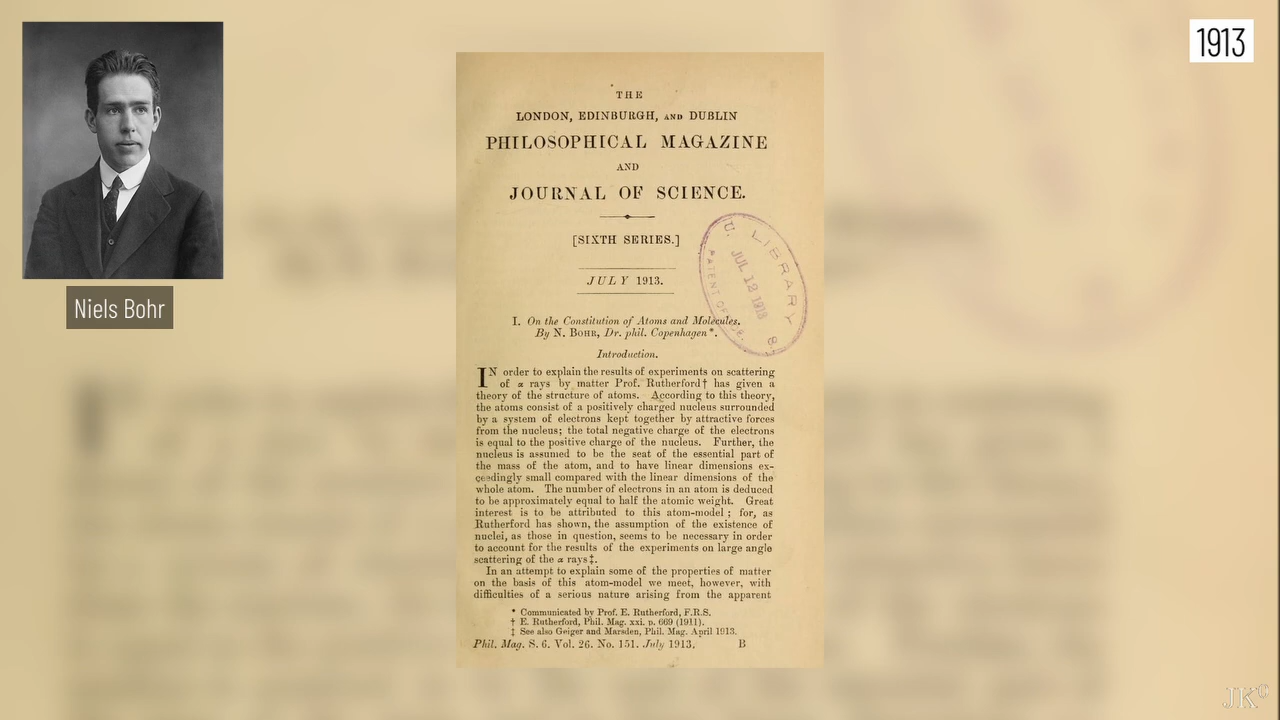 1913
Niels Bohr
THE
LONDON, EDINBURGH, AND DUBLIN
PHILOSOPHICAL MAGAZINE
AND
JOURNAL OF SCIENCE.
[SIXTH SERIES.]
JULY 1913.
U. LIBRARY S.
JUL 12 1913
PATENT OFFICE.
I. On the Constitution of Atoms and Molecules.
By N. BOHR, Dr. phil. Copenhagen*.
Introduction.
IN order to explain the results of experiments on scattering
of α rays by matter Prof. Rutherford† has given a
theory of the structure of atoms. According to this theory,
the atoms consist of a positively charged nucleus surrounded
by a system of electrons kept together by attractive forces
from the nucleus; the total negative charge of the electrons
is equal to the positive charge of the nucleus. Further, the
nucleus is assumed to be the seat of the essential part of
the mass of the atom, and to have linear dimensions ex-
ceedingly small compared with the linear dimensions of the
whole atom. The number of electrons in an atom is deduced
to be approximately equal to half the atomic weight. Great
interest is to be attributed to this atom-model; for, as
Rutherford has shown, the assumption of the existence of
nuclei, as those in question, seems to be necessary in order
to account for the results of the experiments on large angle
scattering of the α rays‡.
In an attempt to explain some of the properties of matter
on the basis of this atom-model we meet, however, with
difficulties of a serious nature arising from the apparent
* Communicated by Prof. E. Rutherford, F.R.S.
† E. Rutherford, Phil. Mag. xxi. p. 669 (1911).
‡ See also Geiger and Marsden, Phil. Mag. April 1913.
Phil. Mag. S. 6. Vol. 26. No. 151. July 1913. B
JK